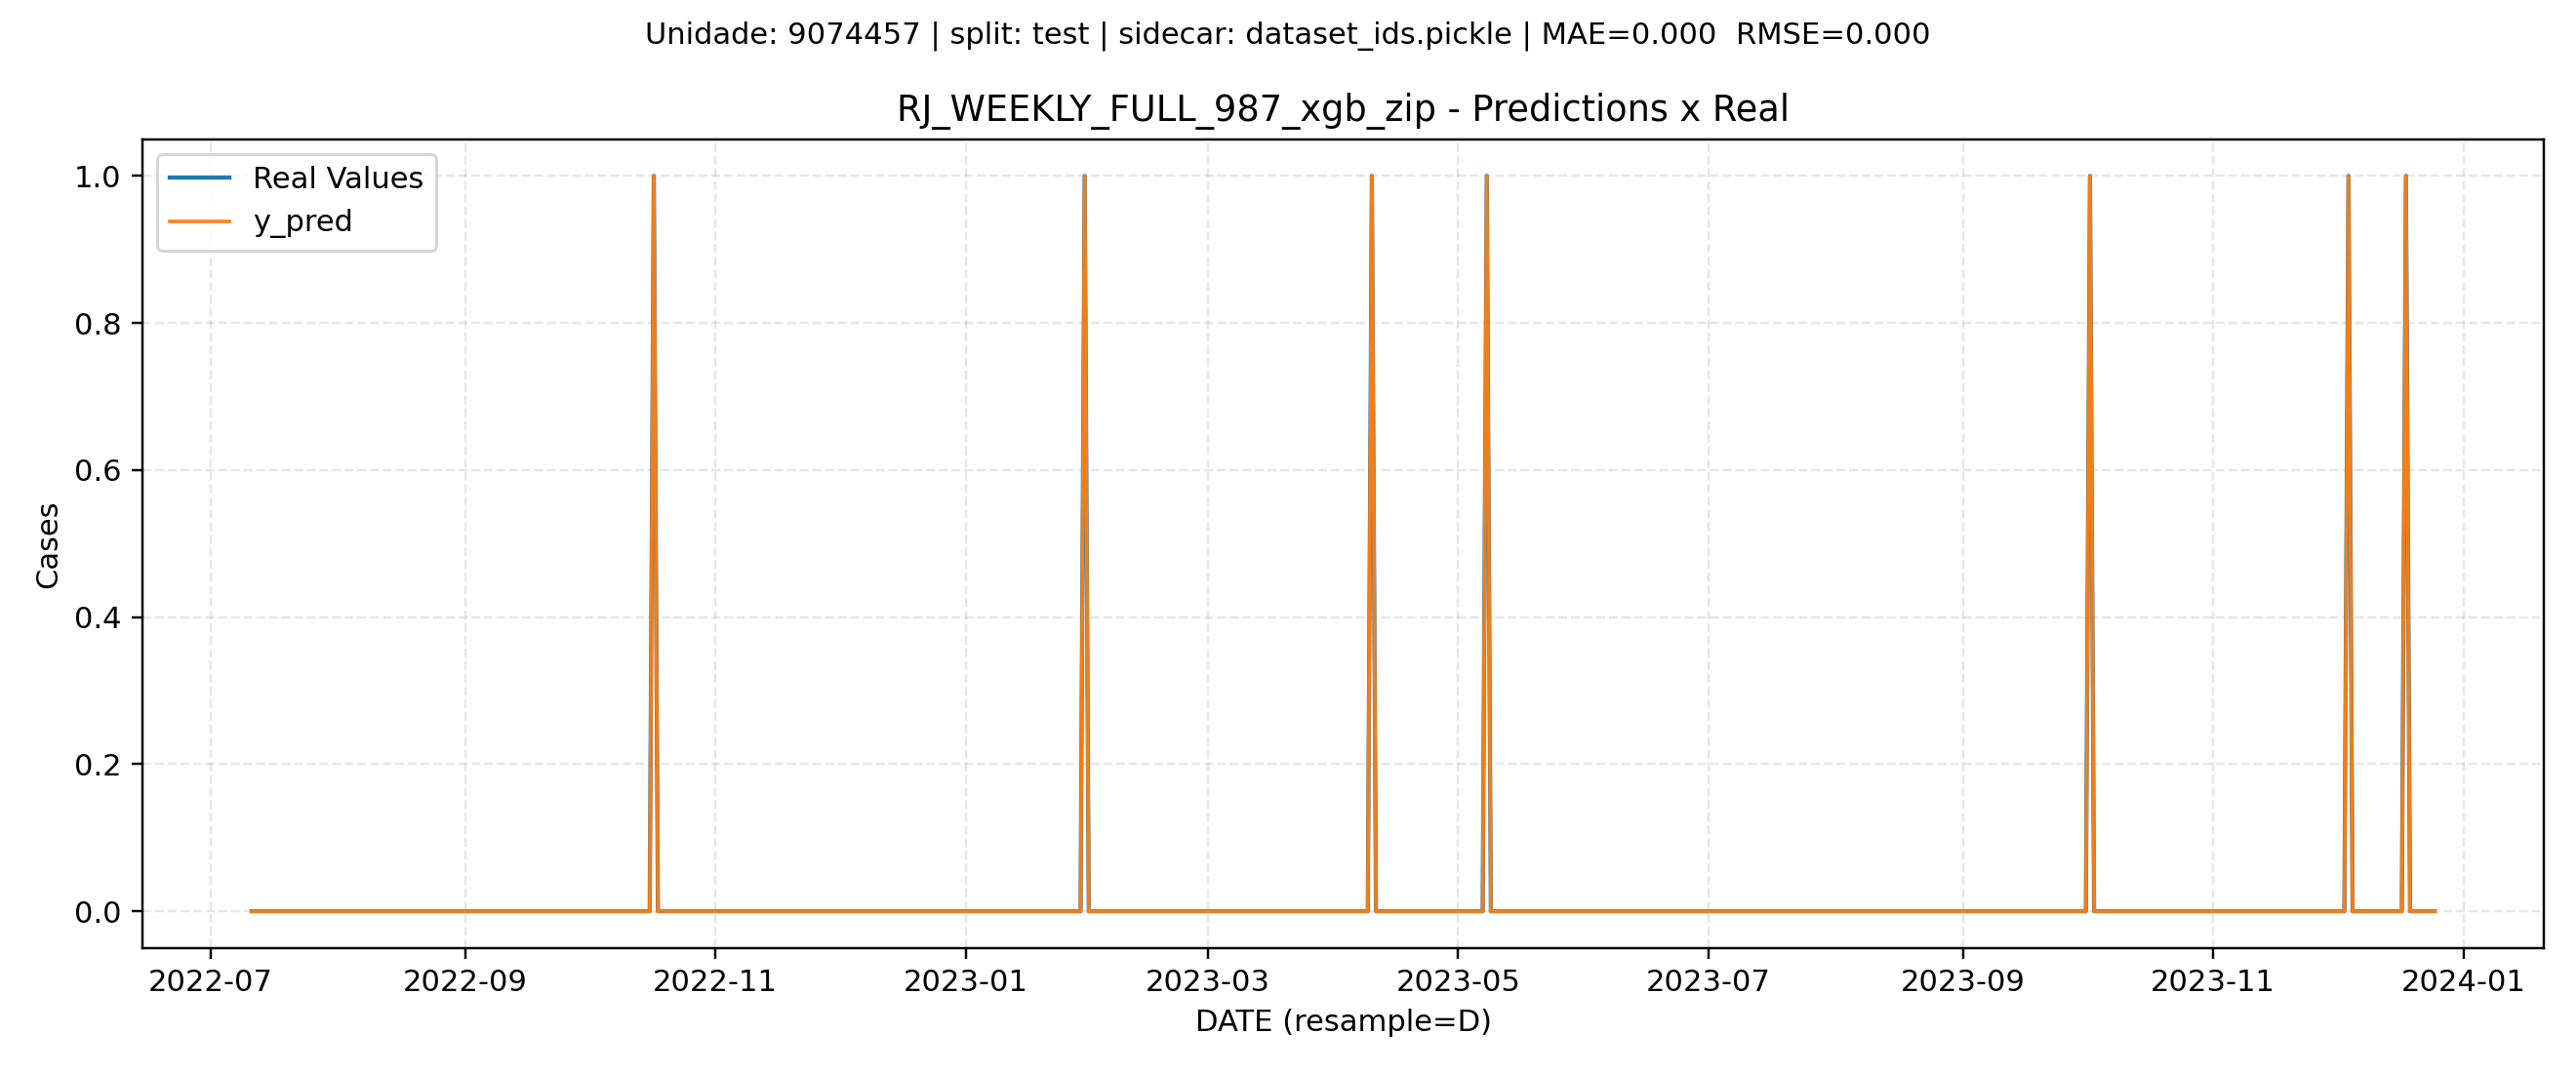 Unidade: 9074457 | split: test | sidecar: dataset_ids.pickle | MAE=0.000  RMSE=0.000
RJ_WEEKLY_FULL_987_xgb_zip - Predictions x Real
Real Values
y_pred
1.0
0.8
0.6
0.4
0.2
0.0
Cases
2022-07
2022-09
2022-11
2023-01
2023-03
2023-05
2023-07
2023-09
2023-11
2024-01
DATE (resample=D)